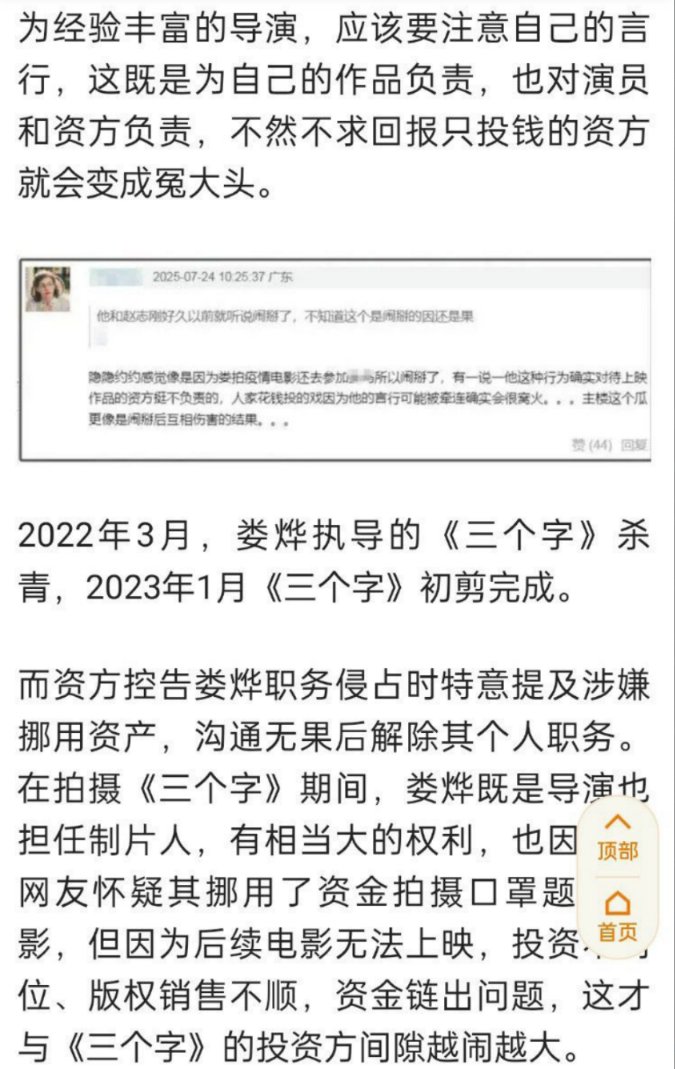 为经验丰富的导演，应该要注意自己的言
行，这既是为自己的作品负责，也对演员
和资方负责，不然不求回报只投钱的资方
就会变成冤大头。
2025-07-24 10:25:37 广东
他和赵志刚好久以前就听说闹掰了，不知道这个是闹掰的因还是果
隐隐约约感觉像是因为娄拍疫情电影还去参加所以闹掰了，有一说一他这种行为确实对待上映
作品的资方挺不负责的，人家花钱投的戏因为他的言行可能被牵连确实会很窝火。。。主楼这个瓜
更像是闹掰后互相伤害的结果。。。
赞 (44) 回复
2022年3月，娄烨执导的《三个字》杀
青，2023年1月《三个字》初剪完成。
而资方控告娄烨职务侵占时特意提及涉嫌
挪用资产，沟通无果后解除其个人职务。
在拍摄《三个字》期间，娄烨既是导演也
担任制片人，有相当大的权利，也因
网友怀疑其挪用了资金拍摄口罩题
影，但因为后续电影无法上映，投资
位、版权销售不顺，资金链出问题，这才
与《三个字》的投资方间隙越闹越大。
顶部
首页